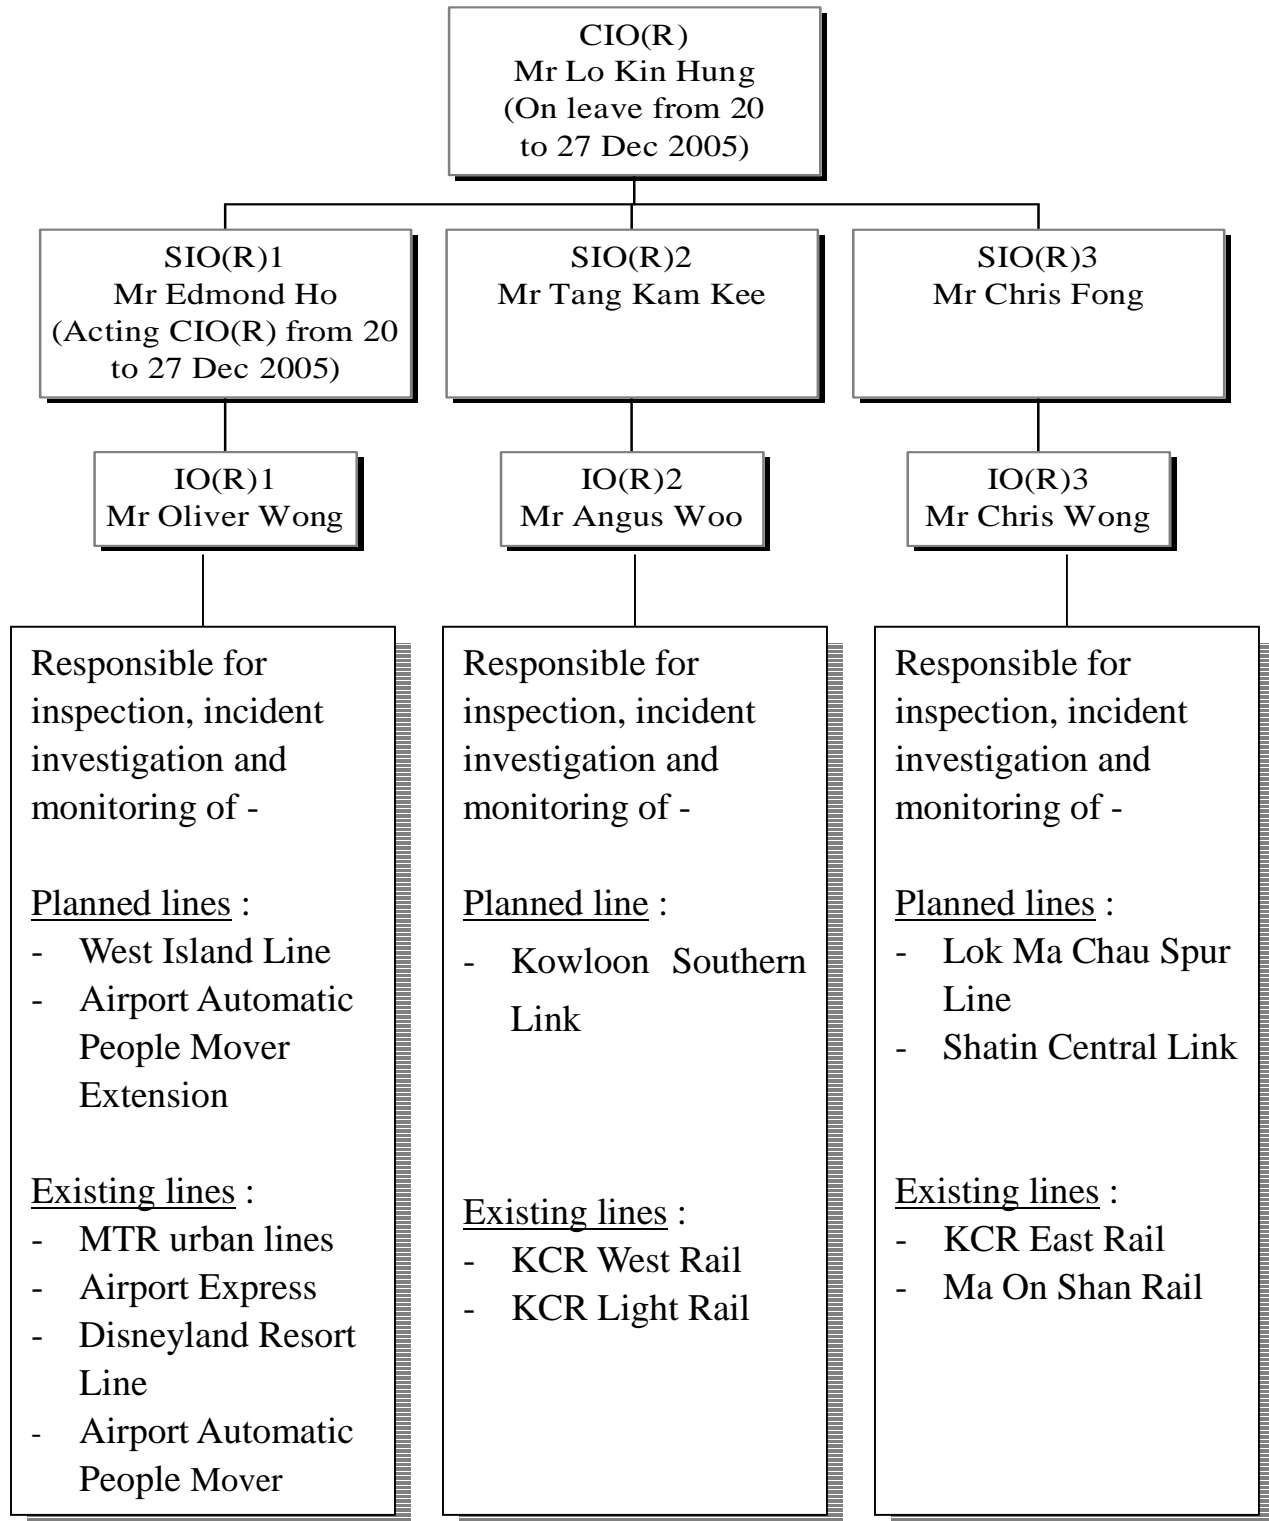 CIO(R)
Mr Lo Kin Hung
(On leave from 20
to 27 Dec 2005)
SIO(R)1
Mr Edmond Ho
(Acting CIO(R) from 20
to 27 Dec 2005)
SIO(R)2
Mr Tang Kam Kee
SIO(R)3
Mr Chris Fong
IO(R)1
Mr Oliver Wong
IO(R)2
Mr Angus Woo
IO(R)3
Mr Chris Wong
Responsible for
inspection, incident
investigation and
monitoring of -
Planned lines :
- West Island Line
- Airport Automatic
People Mover
Extension
Existing lines :
- MTR urban lines
- Airport Express
- Disneyland Resort
Line
- Airport Automatic
People Mover
Responsible for
inspection, incident
investigation and
monitoring of -
Planned line :
- Kowloon Southern
Link
Existing lines :
- KCR West Rail
- KCR Light Rail
Responsible for
inspection, incident
investigation and
monitoring of -
Planned lines :
- Lok Ma Chau Spur
Line
- Shatin Central Link
Existing lines :
- KCR East Rail
- Ma On Shan Rail